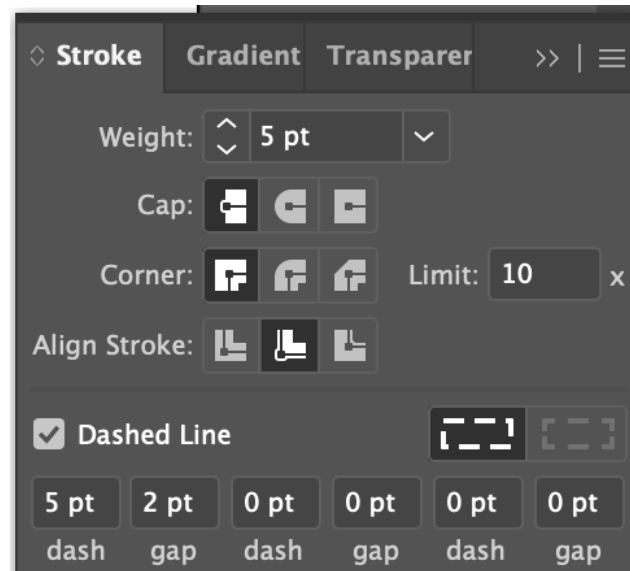 Stroke Gradient Transparer
Weight: 5 pt
Cap:
Corner: Limit: 10 x
Align Stroke:
Dashed Line
5 pt 2 pt 0 pt 0 pt 0 pt 0 pt
dash gap dash gap dash gap